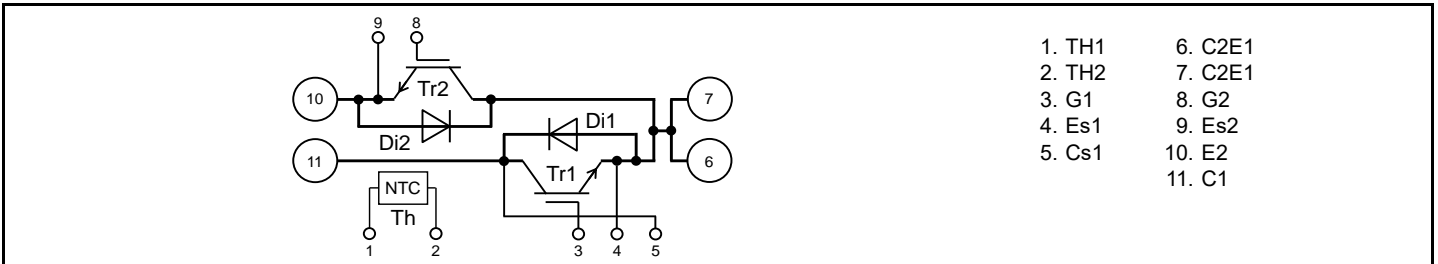 9 8
Tr2
10
7
Di2
Di1
11
Tr1
6
NTC
Th
1 2 3 4 5
1. TH1 6. C2E1
2. TH2 7. C2E1
3. G1 8. G2
4. Es1 9. Es2
5. Cs1 10. E2
11. C1